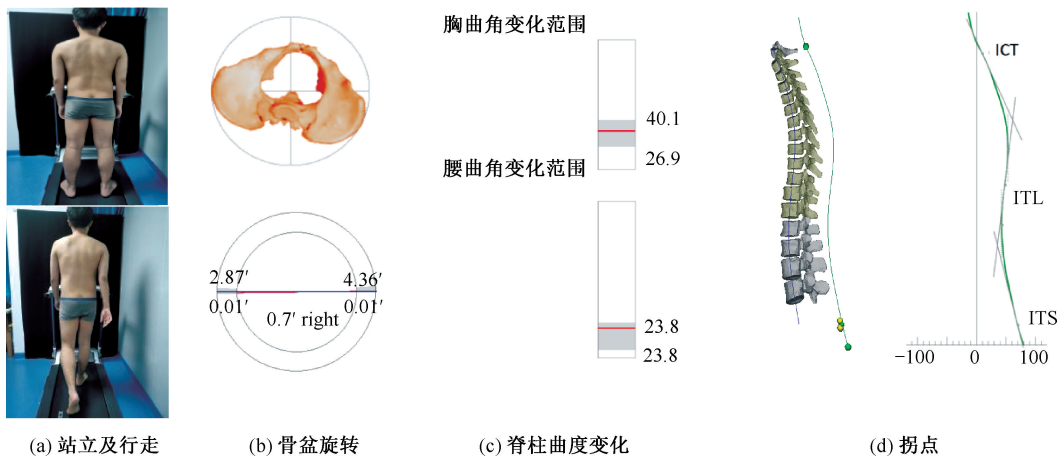 胸曲角变化范围
40.1
26.9
腰曲角变化范围
23.8
23.8
2.87′
4.36′
0.01′
0.01′
0.7′ right
ICT
ITL
ITS
−100
0
100
(a) 站立及行走
(b) 骨盆旋转
(c) 脊柱曲度变化
(d) 拐点